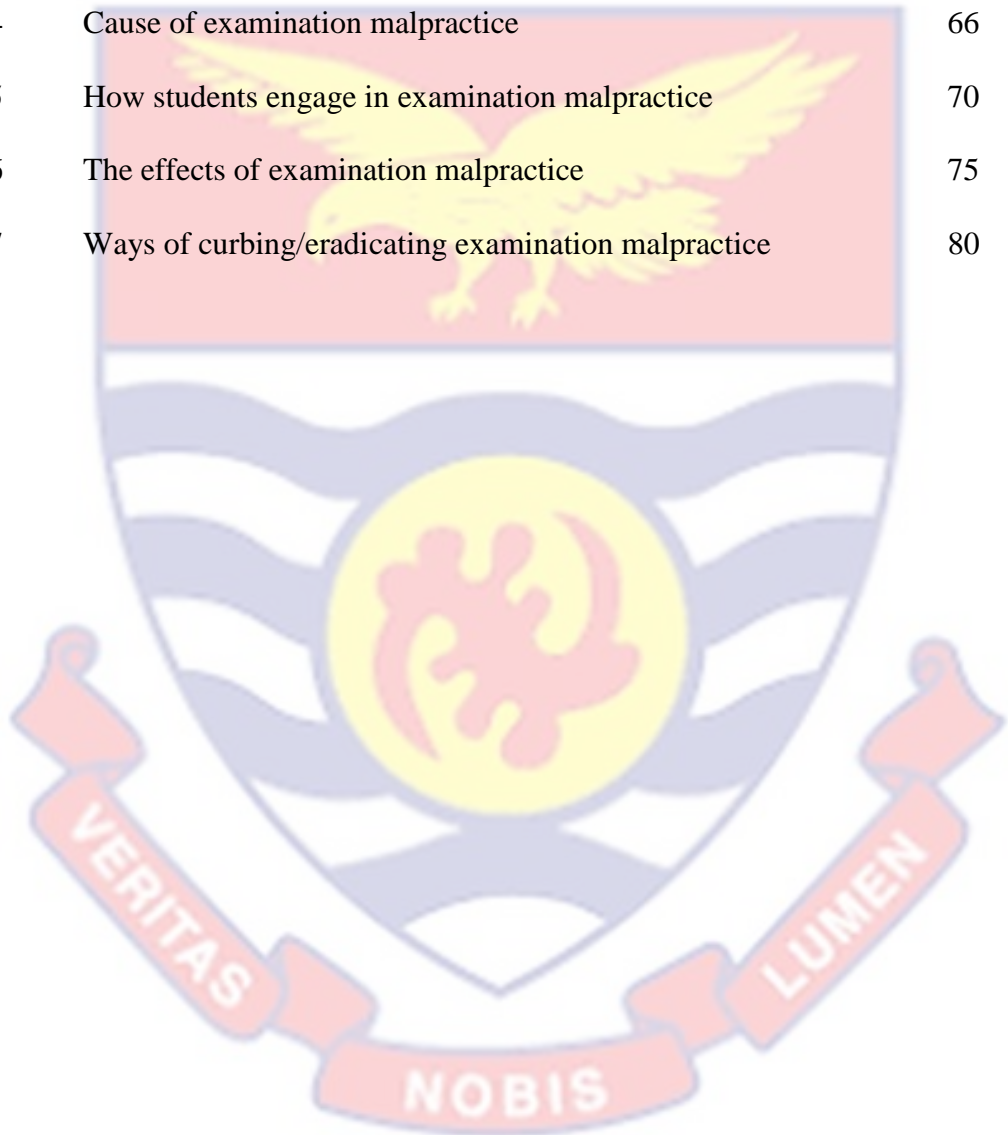 Cause of examination malpractice 66
How students engage in examination malpractice 70
The effects of examination malpractice 75
Ways of curbing/eradicating examination malpractice 80
VERITAS
NOBIS
LUMEN